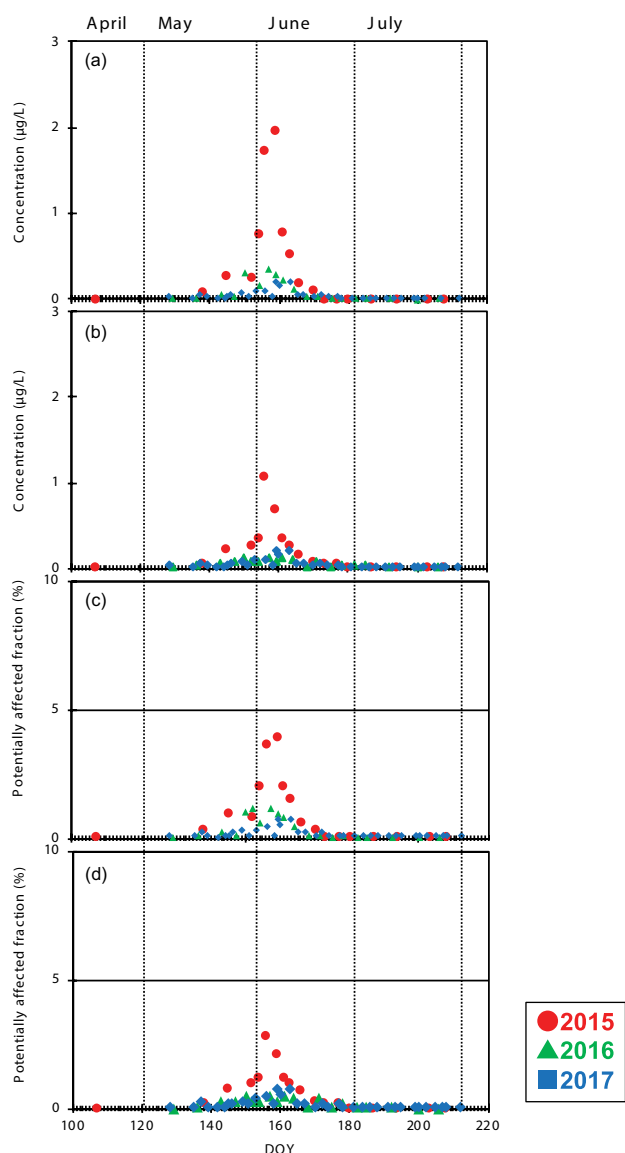 April May June July
3
(a)
2
1
0
Concentration (µg/L)
3
(b)
2
1
0
Concentration (µg/L)
10
(c)
5
0
Potentially affected fraction (%)
10
(d)
5
0
Potentially affected fraction (%)
100 120 140 160 180 200 220
DOY
2015
2016
2017